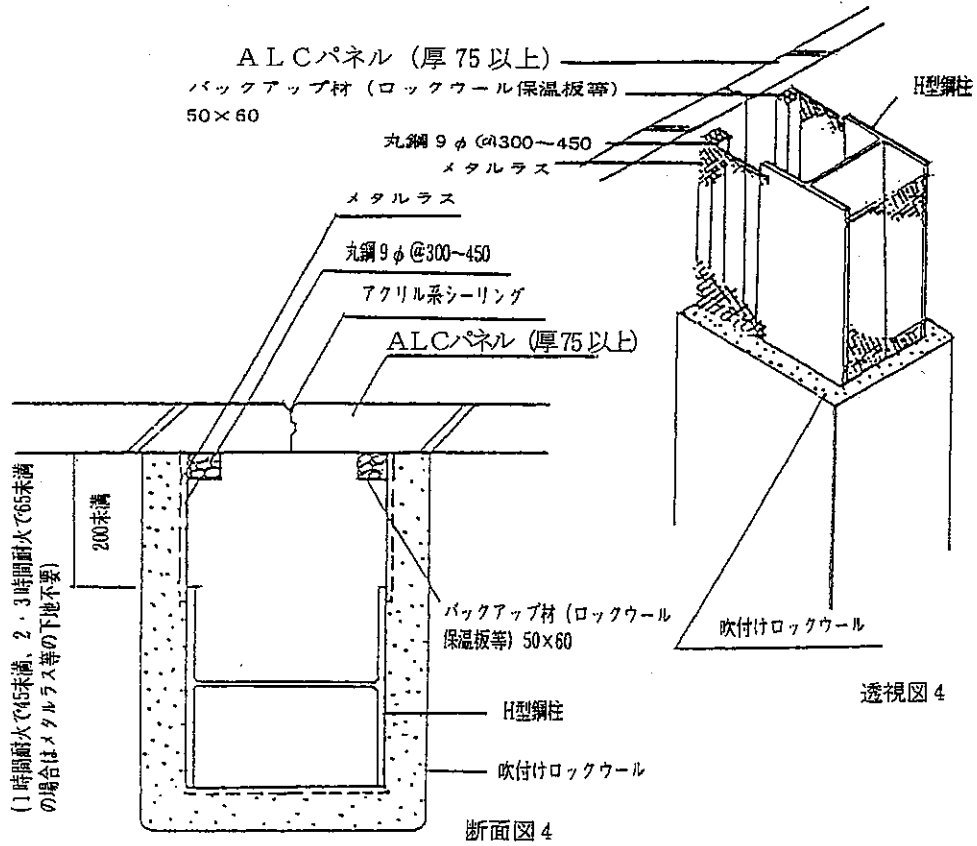 ALCパネル (厚75以上)
バックアップ材 (ロックウール保温板等)
50×60
丸鋼9φ@300~450
メタルラス
H型鋼柱
メタルラス
丸鋼9φ@300~450
アクリル系シーリング
ALCパネル (厚75以上)
200未満
(1時間耐火で45未満、2・3時間耐火で65未満
の場合はメタルラス等の下地不要)
バックアップ材 (ロックウール
保温板等) 50×60
H型鋼柱
吹付けロックウール
断面図4
吹付けロックウール
透視図4